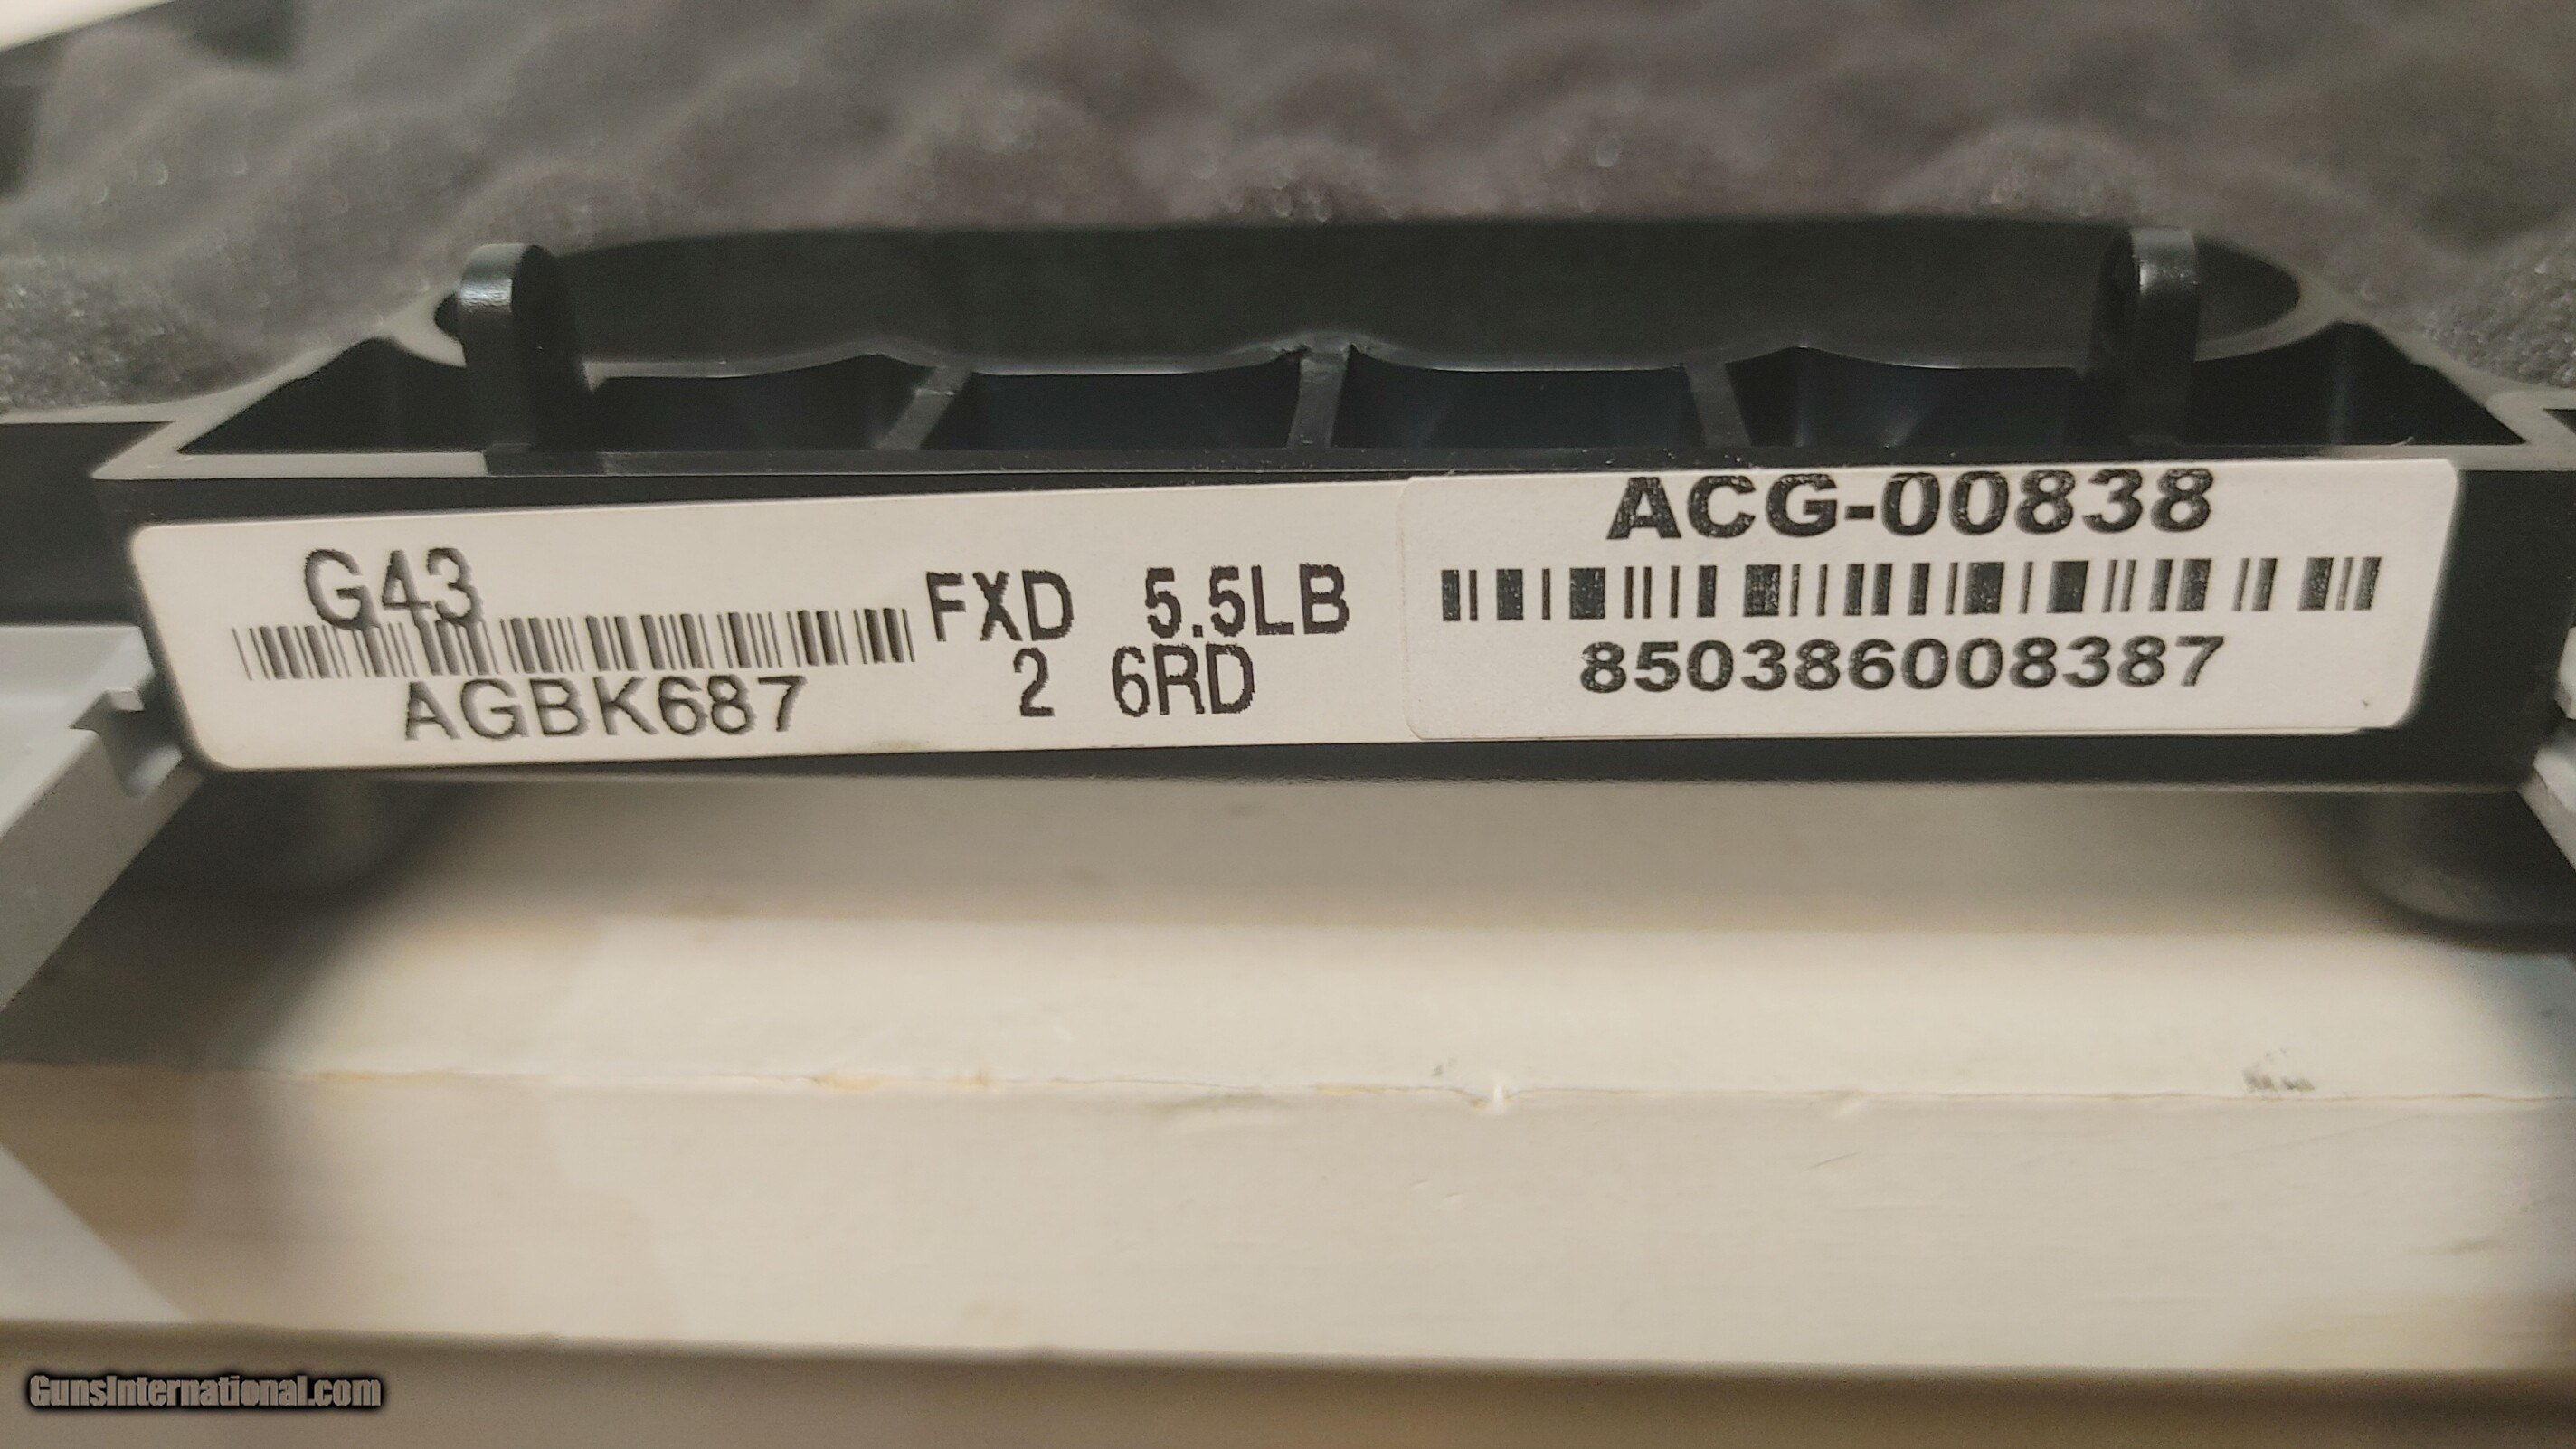 G43
AGBK687
FXD 5.5LB
2 6RD
ACG-00838
850386008387
GunsInternational.com